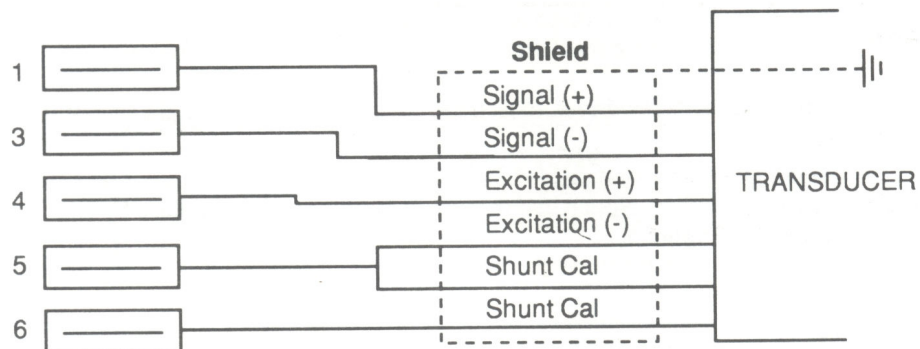 Shield
1
Signal (+)
3
Signal (-)
4
Excitation (+)
TRANSDUCER
Excitation (-)
5
Shunt Cal
Shunt Cal
6